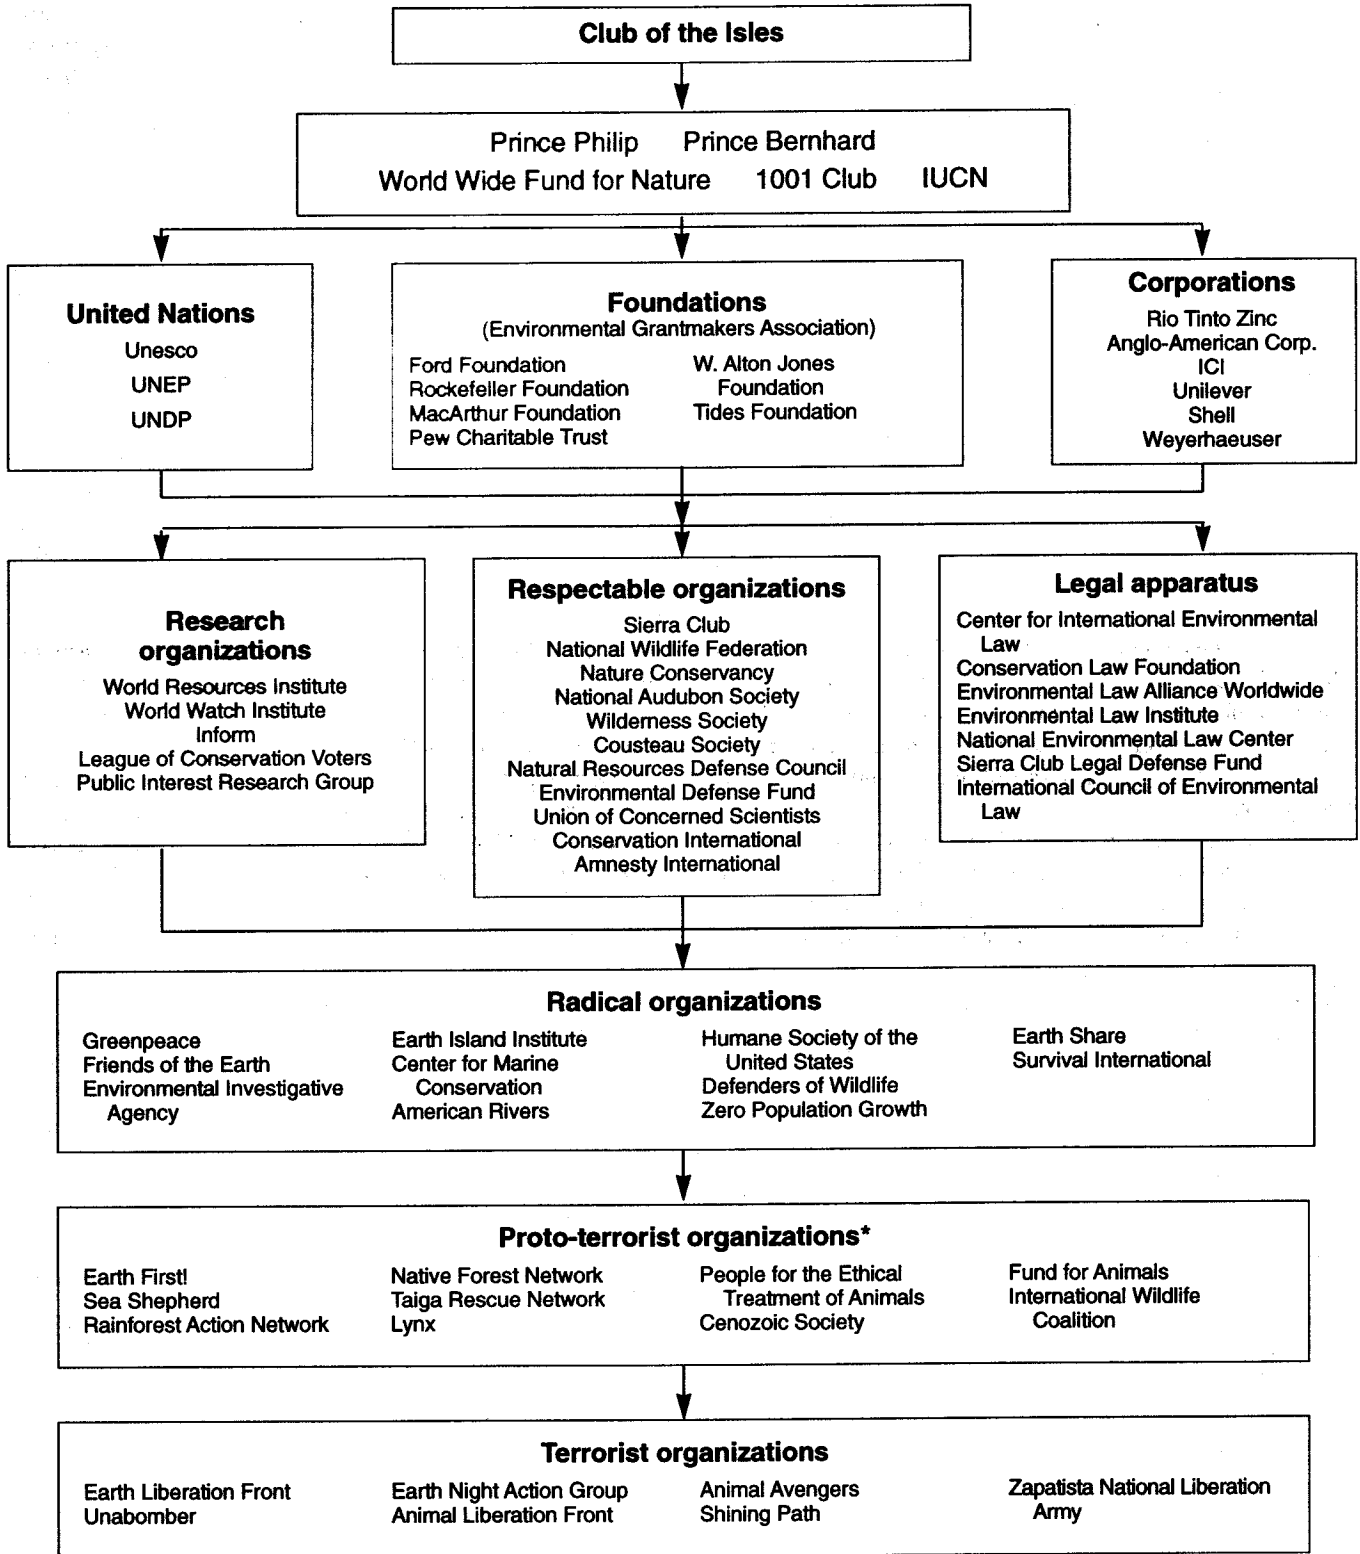 Club of the Isles
Prince Philip Prince Bernhard
World Wide Fund for Nature 1001 Club IUCN
United Nations
Unesco
UNEP
UNDP
Foundations
(Environmental Grantmakers Association)
Ford Foundation
Rockefeller Foundation
MacArthur Foundation
Pew Charitable Trust
W. Alton Jones
Foundation
Tides Foundation
Corporations
Rio Tinto Zinc
Anglo-American Corp.
ICI
Unilever
Shell
Weyerhaeuser
Research
organizations
World Resources Institute
World Watch Institute
Inform
League of Conservation Voters
Public Interest Research Group
Respectable organizations
Sierra Club
National Wildlife Federation
Nature Conservancy
National Audubon Society
Wilderness Society
Cousteau Society
Natural Resources Defense Council
Environmental Defense Fund
Union of Concerned Scientists
Conservation International
Amnesty International
Legal apparatus
Center for International Environmental
Law
Conservation Law Foundation
Environmental Law Alliance Worldwide
Environmental Law Institute
National Environmental Law Center
Sierra Club Legal Defense Fund
International Council of Environmental
Law
Radical organizations
Greenpeace
Friends of the Earth
Environmental Investigative
Agency
Earth Island Institute
Center for Marine
Conservation
American Rivers
Humane Society of the
United States
Defenders of Wildlife
Zero Population Growth
Earth Share
Survival International
Proto-terrorist organizations*
Earth First!
Sea Shepherd
Rainforest Action Network
Native Forest Network
Taiga Rescue Network
Lynx
People for the Ethical
Treatment of Animals
Cenozoic Society
Fund for Animals
International Wildlife
Coalition
Terrorist organizations
Earth Liberation Front
Unabomber
Earth Night Action Group
Animal Liberation Front
Animal Avengers
Shining Path
Zapatista National Liberation
Army